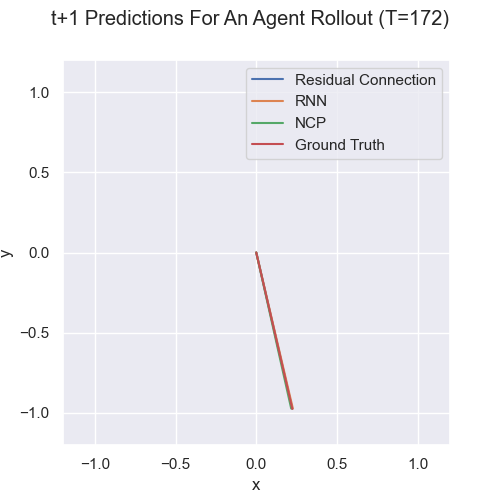 t+1 Predictions For An Agent Rollout (T=172)
Residual Connection
RNN
NCP
Ground Truth
1.0
0.5
0.0
−0.5
−1.0
y
−1.0 −0.5 0.0 0.5 1.0
x